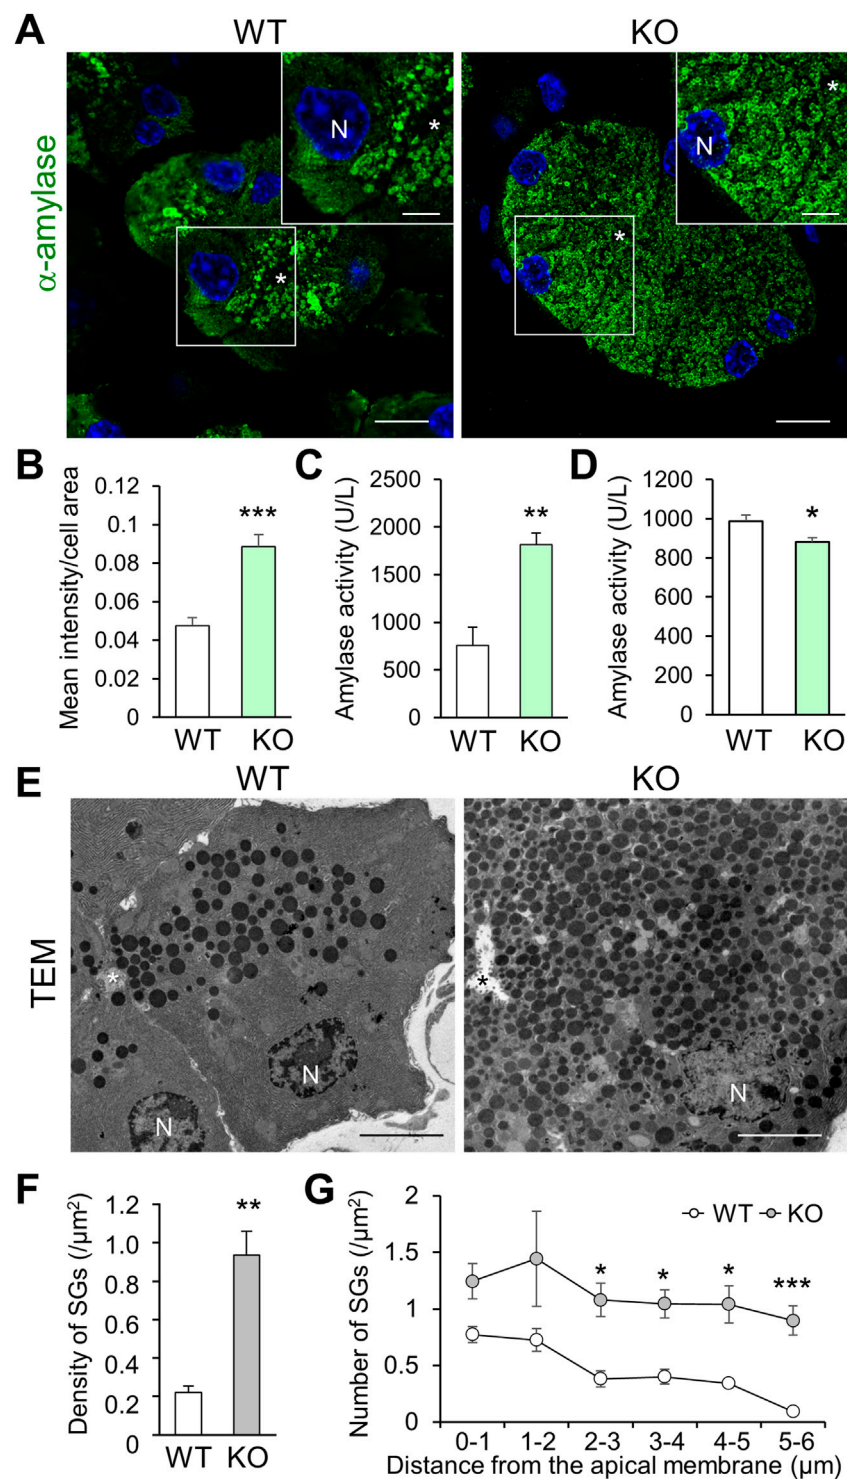 A
WT
KO
α-amylase
N
*
*
N
*
*
B
Mean intensity/cell area
0.12
0.1
0.08
0.06
0.04
0.02
0
***
WT
KO
C
Amylase activity (U/L)
2500
2000
1500
1000
500
0
**
WT
KO
D
Amylase activity (U/L)
1200
1000
800
600
400
200
0
*
WT
KO
E
WT
KO
TEM
*
N
N
*
N
F
Density of SGs (/μm²)
1.2
1.0
0.8
0.6
0.4
0.2
0
**
WT
KO
G
Number of SGs (/μm²)
2
1.5
1
0.5
0
WT
KO
*
*
*
***
0-1
1-2
2-3
3-4
4-5
5-6
Distance from the apical membrane (μm)